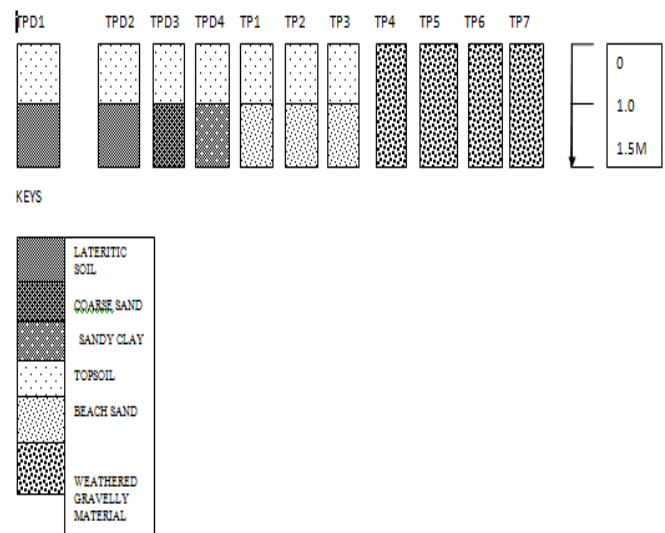 TPD1 TPD2 TPD3 TPD4 TP1 TP2 TP3 TP4 TP5 TP6 TP7
0
1.0
1.5M
KEYS
LATERITIC
SOIL
COARSE SAND
SANDY CLAY
TOPSOIL
BEACH SAND
WEATHERED
GRAVELLY
MATERIAL